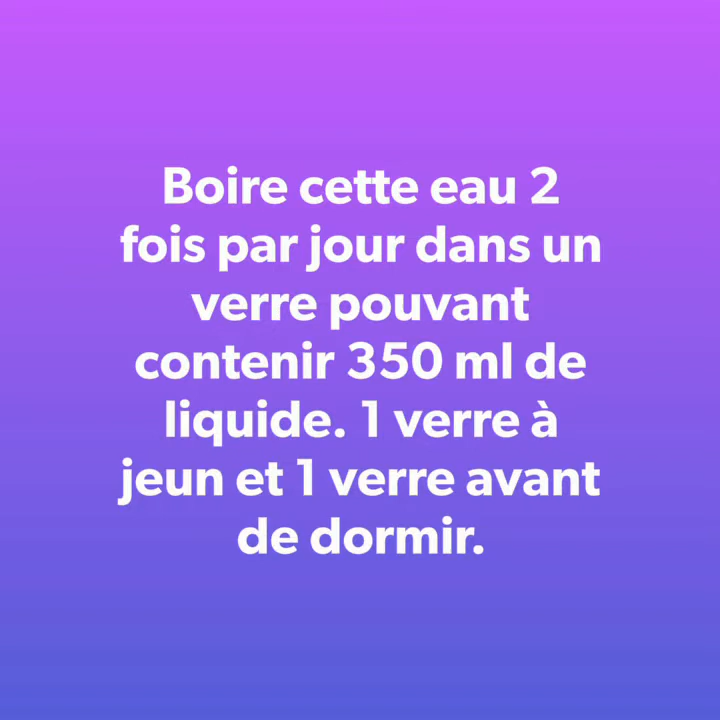 Boire cette eau 2
fois par jour dans un
verre pouvant
contenir 350 ml de
liquide. 1 verre à
jeun et 1 verre avant
de dormir.